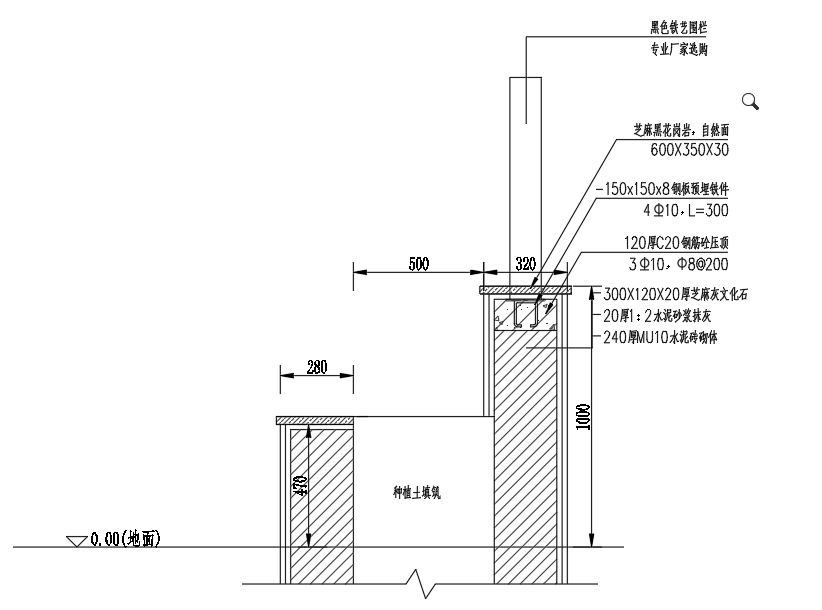 黑色铁艺围栏
专业厂家选购
芝麻黑花岗岩，自然面
600X350X30
150x150x8钢板预埋铁件
4Φ10，L=300
120厚C20钢筋砼压顶
3Φ10，Φ8@200
500
320
300X120X20厚芝麻灰文化石
20厚1：2水泥砂浆抹灰
240厚MU10水泥砖砌体
280
1000
470
种植土填筑
0.00(地面)